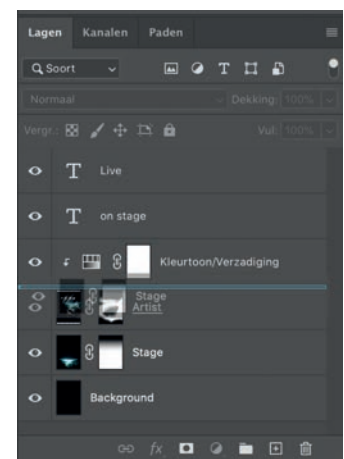 Lagen Kanalen Paden
Soort
Normaal Dekking: 100%
Vergr.: Vul: 100%
T Live
T on stage
Kleurtoon/Verzadiging
Stage
Artist
Stage
Background
fx